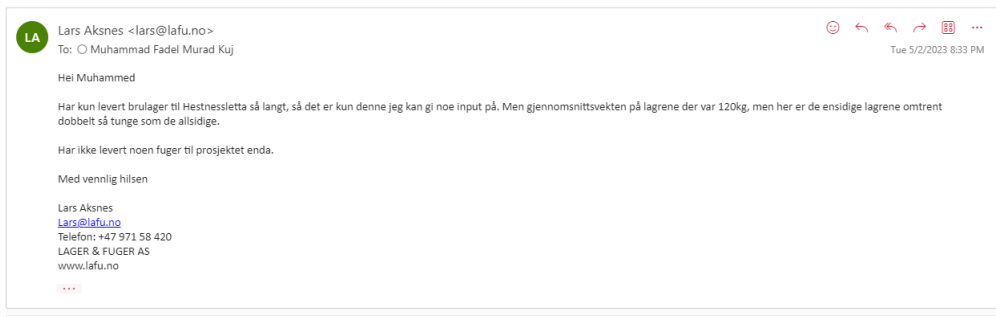 LA
Lars Aksnes <lars@lafu.no>
To: Muhammad Fadel Murad Kuj
Tue 5/2/2023 8:33 PM
Hei Muhammed
Har kun levert brulager til Hestnessletta så langt, så det er kun denne jeg kan gi noe input på. Men gjennomsnittsvekten på lagrene der var 120kg, men her er de ensidige lagrene omtrent
dobbelt så tunge som de allsidige.
Har ikke levert noen fuger til prosjektet enda.
Med vennlig hilsen
Lars Aksnes
Lars@lafu.no
Telefon: +47 971 58 420
LAGER & FUGER AS
www.lafu.no